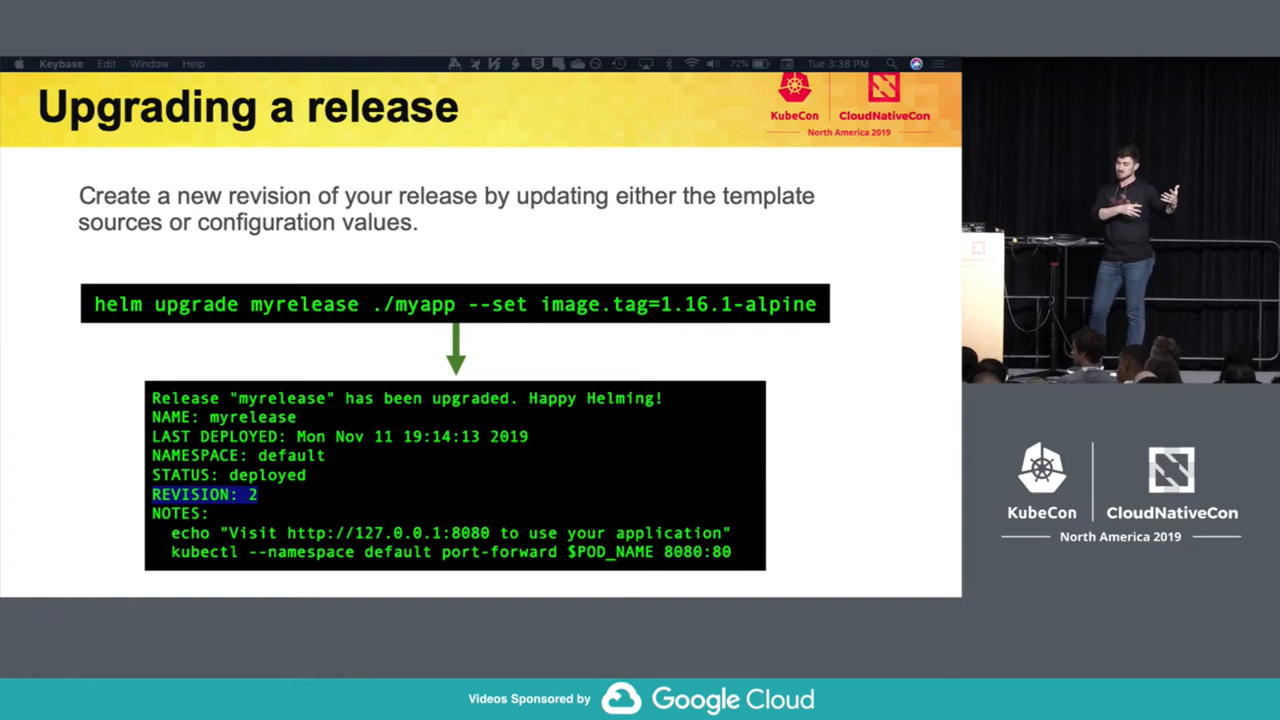 Keybase Edit Window Help 72% Tue 3:38 PM
Upgrading a release
KubeCon CloudNativeCon
North America 2019
Create a new revision of your release by updating either the template
sources or configuration values.
helm upgrade myrelease ./myapp --set image.tag=1.16.1-alpine
Release "myrelease" has been upgraded. Happy Helming!
NAME: myrelease
LAST DEPLOYED: Mon Nov 11 19:14:13 2019
NAMESPACE: default
STATUS: deployed
REVISION: 2
NOTES:
echo "Visit http://127.0.0.1:8080 to use your application"
kubectl --namespace default port-forward $POD_NAME 8080:80
KubeCon CloudNativeCon
North America 2019
Videos Sponsored by Google Cloud